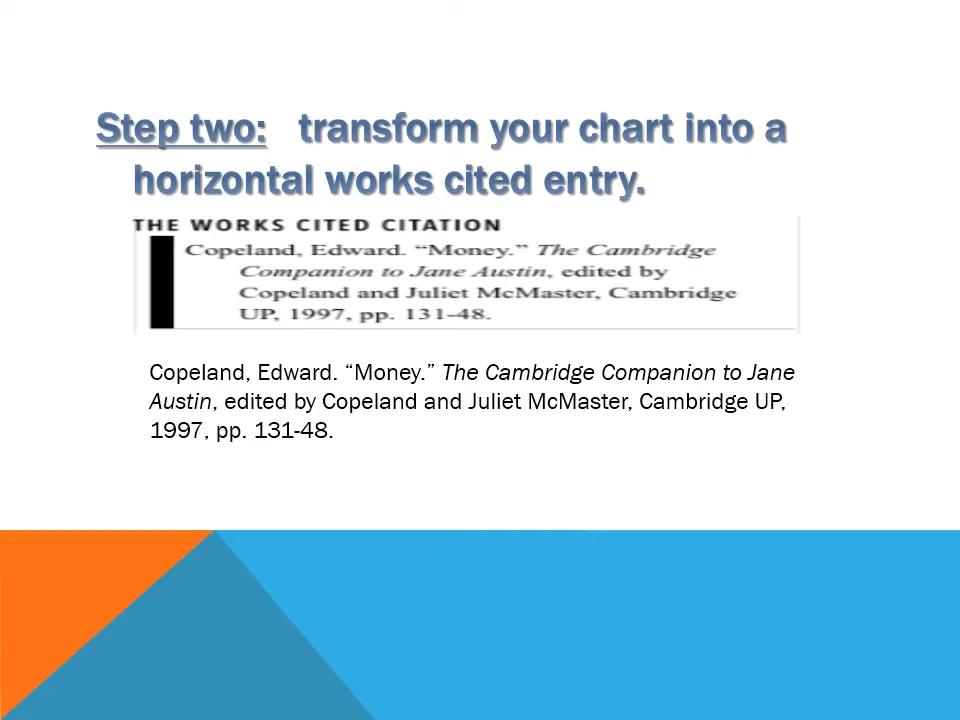 Step two: transform your chart into a
horizontal works cited entry.
THE WORKS CITED CITATION
Copeland, Edward. “Money.” The Cambridge
Companion to Jane Austin, edited by
Copeland and Juliet McMaster, Cambridge
UP, 1997, pp. 131-48.
Copeland, Edward. “Money.” The Cambridge Companion to Jane
Austin, edited by Copeland and Juliet McMaster, Cambridge UP,
1997, pp. 131-48.